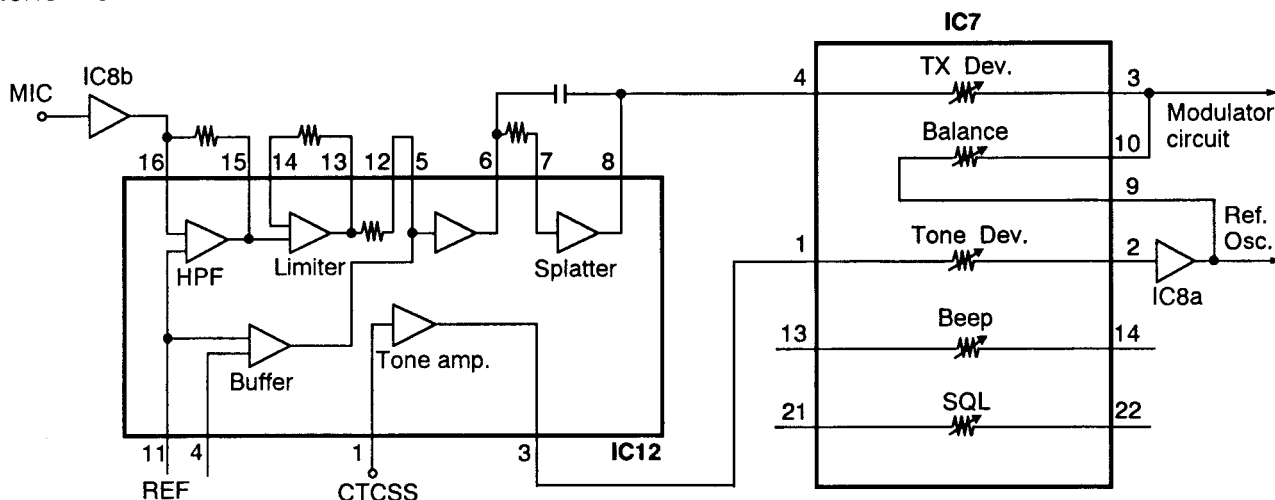 IC7
IC8b
MIC
4
TX Dev.
3
Modulator
circuit
Balance
10
16
15
14
13
12
5
6
7
8
9
HPF
Limiter
Splatter
1
Tone Dev.
2
Ref.
Osc.
IC8a
Buffer
Tone amp.
13
Beep
14
21
SQL
22
11
4
1
3
IC12
REF
CTCSS